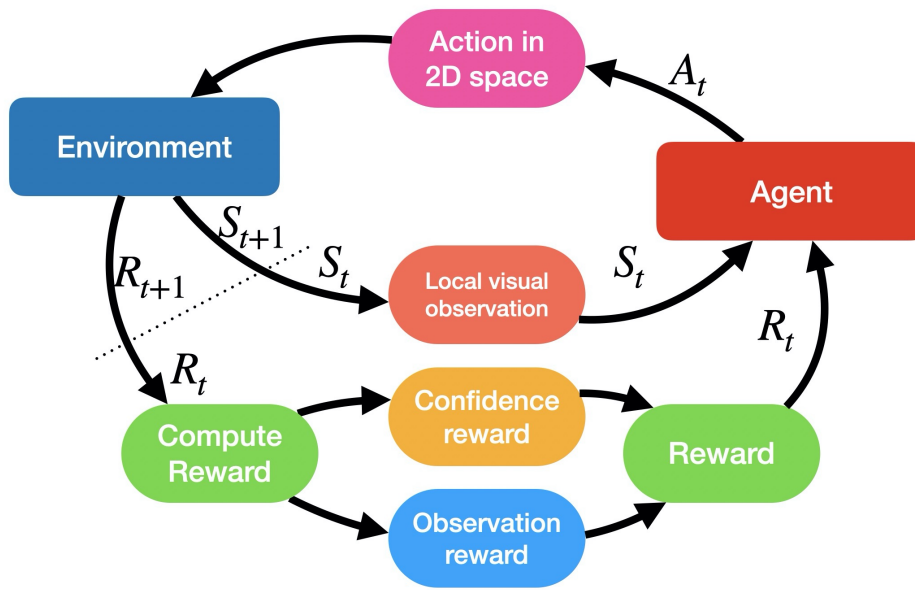 Action in
2D space
A_t
Environment
Agent
S_{t+1}
S_t
Local visual
observation
S_t
R_{t+1}
R_t
R_t
Compute
Reward
Confidence
reward
Reward
Observation
reward